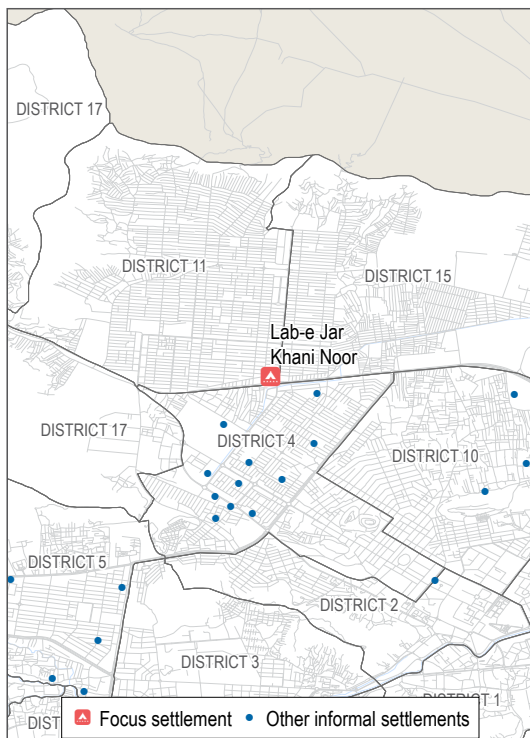 DISTRICT 17
DISTRICT 11
DISTRICT 15
Lab-e Jar
Khani Noor
DISTRICT 17
DISTRICT 4
DISTRICT 10
DISTRICT 5
DISTRICT 2
DISTRICT 3
DISTRICT 1
DIST
Focus settlement
Other informal settlements